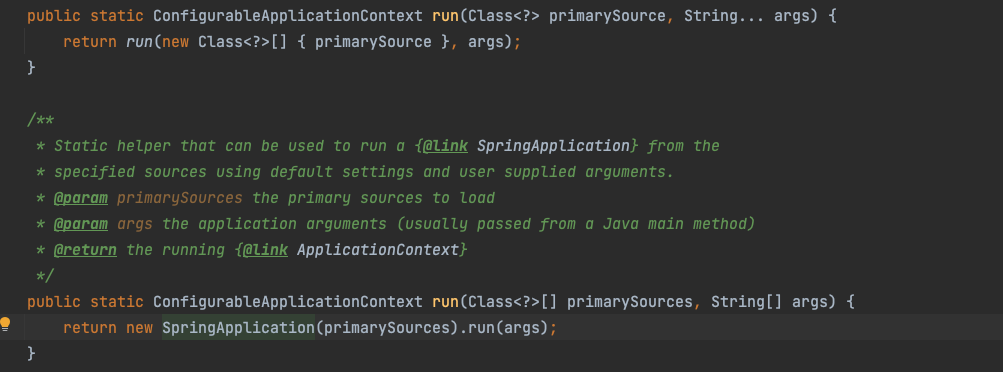 public static ConfigurableApplicationContext run(Class<?> primarySource, String... args) {
    return run(new Class<?>[] { primarySource }, args);
}
/**
 * Static helper that can be used to run a {@link SpringApplication} from the
 * specified sources using default settings and user supplied arguments.
 * @param primarySources the primary sources to load
 * @param args the application arguments (usually passed from a Java main method)
 * @return the running {@link ApplicationContext}
 */
public static ConfigurableApplicationContext run(Class<?>[] primarySources, String[] args) {
    return new SpringApplication(primarySources).run(args);
}